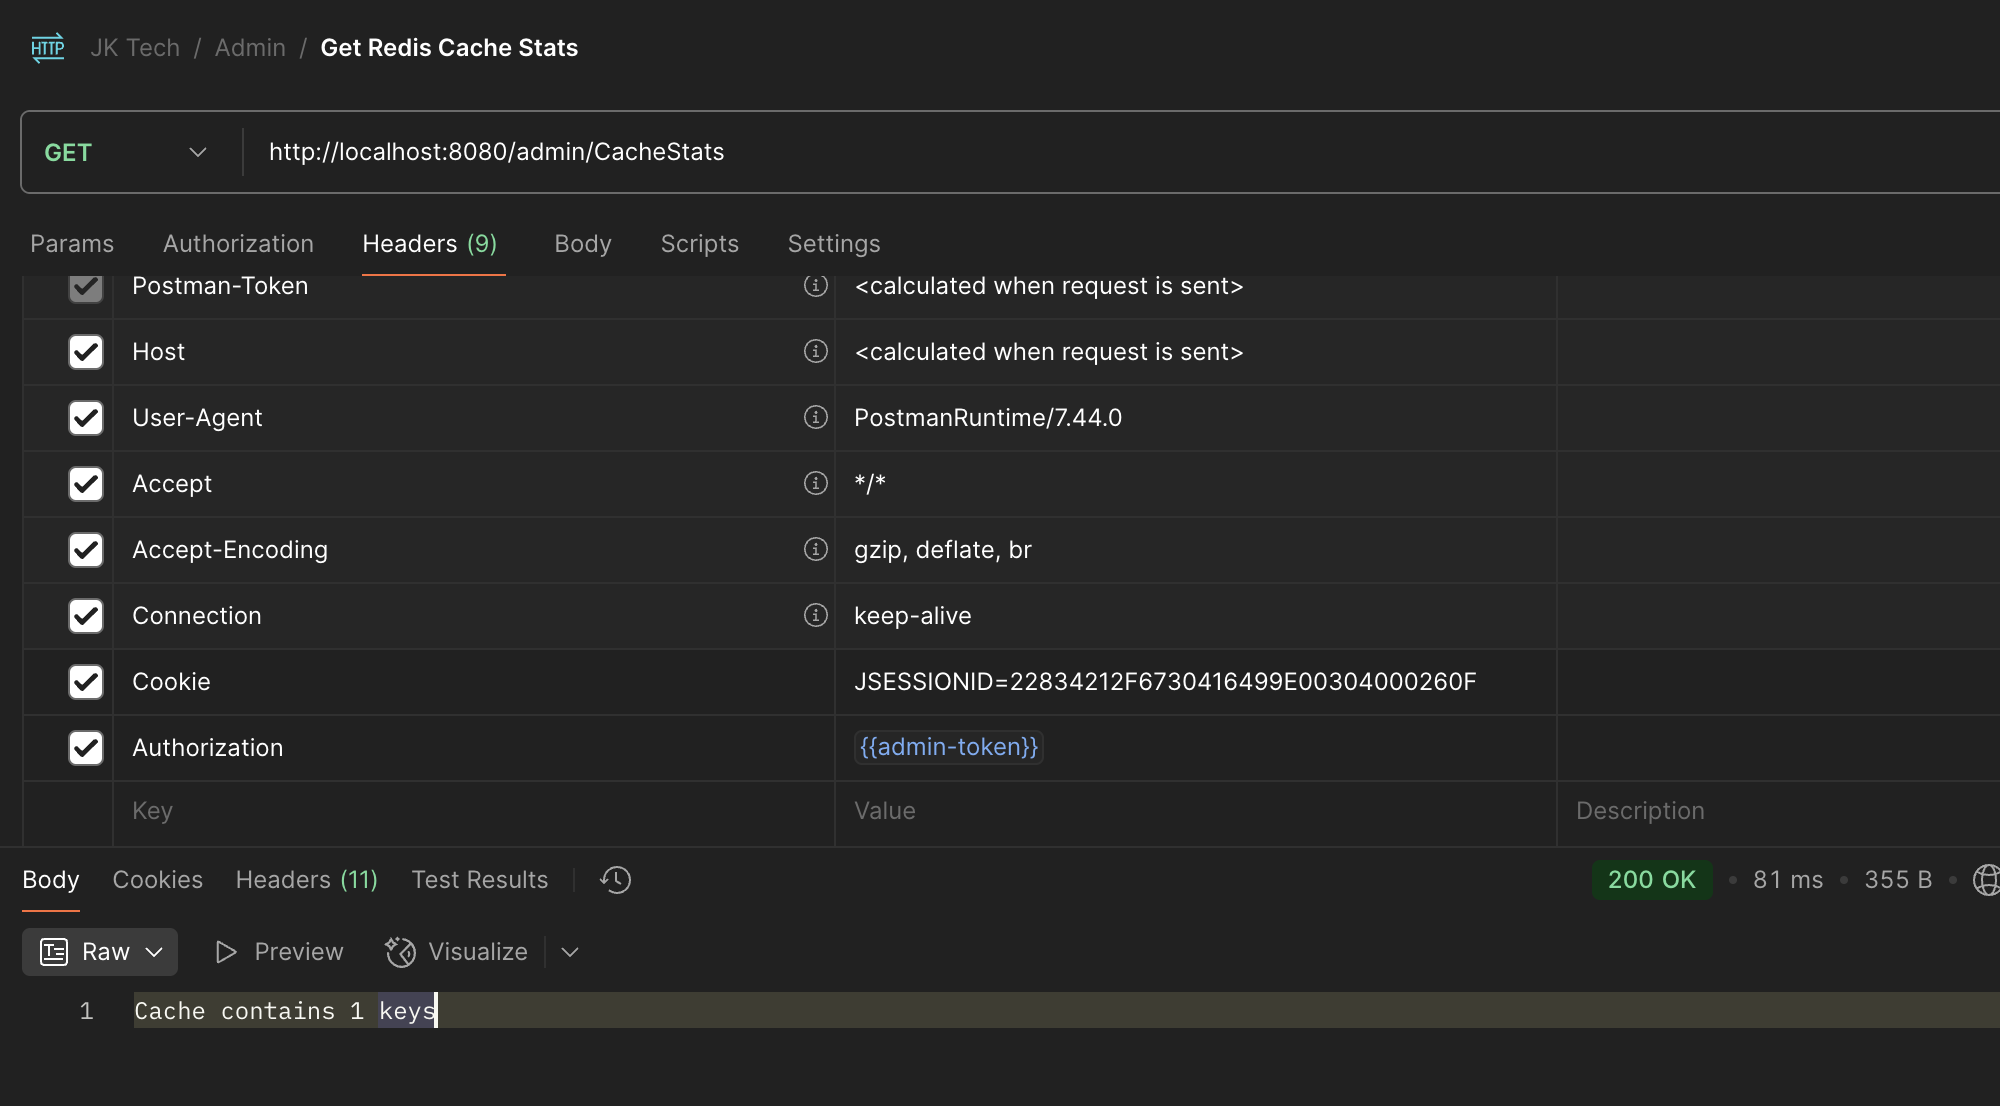 HTTP JK Tech / Admin / Get Redis Cache Stats
GET http://localhost:8080/admin/CacheStats
Params Authorization Headers (9) Body Scripts Settings
Postman-Token <calculated when request is sent>
Host <calculated when request is sent>
User-Agent PostmanRuntime/7.44.0
Accept */*
Accept-Encoding gzip, deflate, br
Connection keep-alive
Cookie JSESSIONID=22834212F6730416499E00304000260F
Authorization {{admin-token}}
Key Value Description
Body Cookies Headers (11) Test Results 200 OK • 81 ms • 355 B •
Raw Preview Visualize
1 Cache contains 1 keys